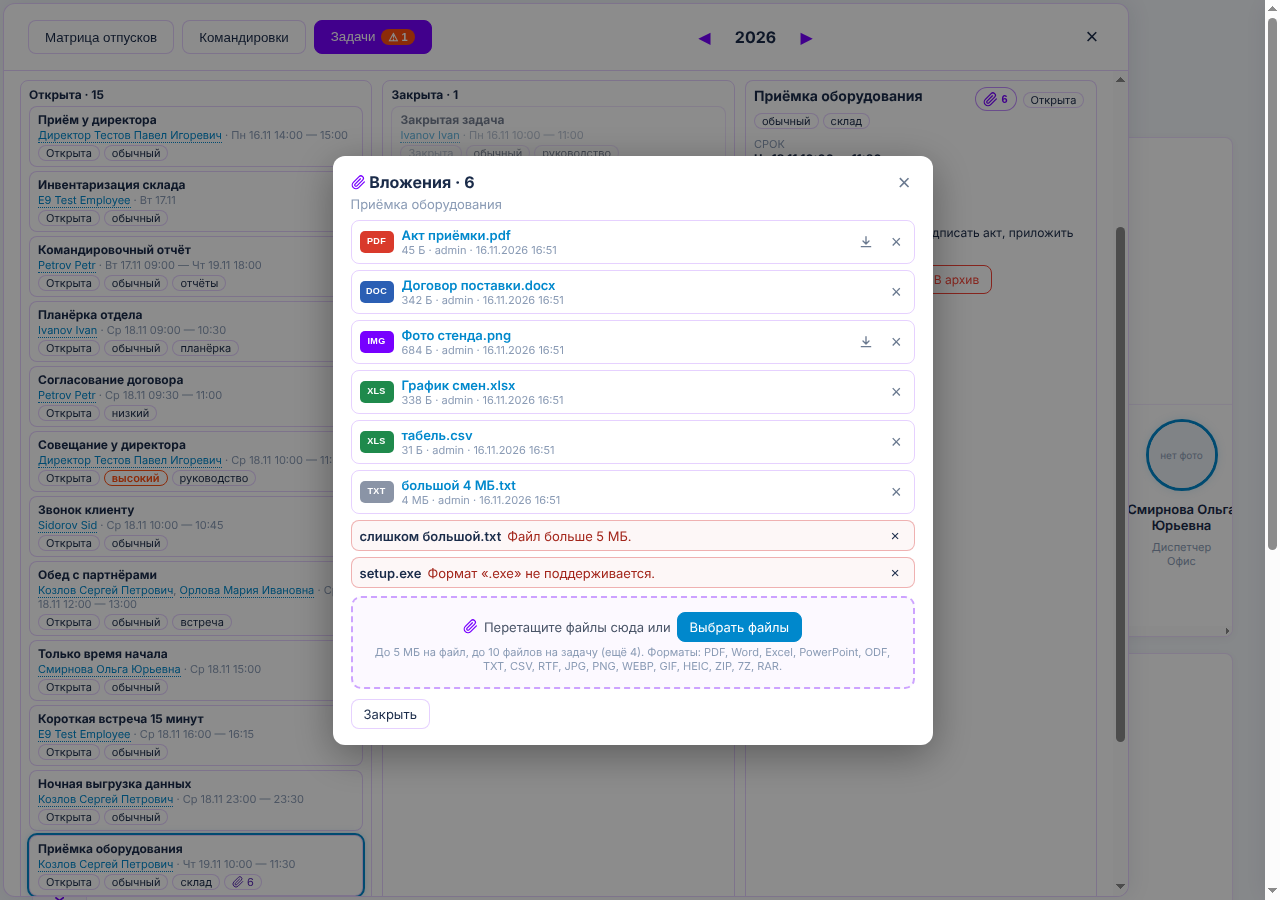 Матрица отпусков
Командировки
Задачи ⚠ 1
◀ 2026 ▶
×
Открыта · 15
Приём у директора
Директор Тестов Павел Игоревич · Пн 16.11 14:00 — 15:00
Открыта обычный
Инвентаризация склада
E9 Test Employee · Вт 17.11
Открыта обычный
Командировочный отчёт
Petrov Petr · Вт 17.11 09:00 — Чт 19.11 18:00
Открыта обычный отчёты
Планёрка отдела
Ivanov Ivan · Ср 18.11 09:00 — 10:30
Открыта обычный планёрка
Согласование договора
Petrov Petr · Ср 18.11 09:30 — 11:00
Открыта низкий
Совещание у директора
Директор Тестов Павел Игоревич · Ср 18.11 10:00 — 11:
Открыта высокий руководство
Звонок клиенту
Sidorov Sid · Ср 18.11 10:00 — 10:45
Открыта обычный
Обед с партнёрами
Козлов Сергей Петрович, Орлова Мария Ивановна · С
18.11 12:00 — 13:00
Открыта обычный встреча
Только время начала
Смирнова Ольга Юрьевна · Ср 18.11 15:00
Открыта обычный
Короткая встреча 15 минут
E9 Test Employee · Ср 18.11 16:00 — 16:15
Открыта обычный
Ночная выгрузка данных
Козлов Сергей Петрович · Ср 18.11 23:00 — 23:30
Открыта обычный
Приёмка оборудования
Козлов Сергей Петрович · Чт 19.11 10:00 — 11:30
Открыта обычный склад 6
Закрыта · 1
Закрытая задача
Ivanov Ivan · Пн 16.11 10:00 — 11:00
Закрыта обычный руководство
Приёмка оборудования
6 Открыта
обычный склад
СРОК
дписать акт, приложить
В архив
Вложения · 6
×
Приёмка оборудования
PDF Акт приёмки.pdf
45 Б · admin · 16.11.2026 16:51
DOC Договор поставки.docx
342 Б · admin · 16.11.2026 16:51
IMG Фото стенда.png
684 Б · admin · 16.11.2026 16:51
XLS График смен.xlsx
338 Б · admin · 16.11.2026 16:51
XLS табель.csv
31 Б · admin · 16.11.2026 16:51
TXT большой 4 МБ.txt
4 МБ · admin · 16.11.2026 16:51
слишком большой.txt Файл больше 5 МБ. ×
setup.exe Формат «.exe» не поддерживается. ×
Перетащите файлы сюда или Выбрать файлы
До 5 МБ на файл, до 10 файлов на задачу (ещё 4). Форматы: PDF, Word, Excel, PowerPoint, ODF,
TXT, CSV, RTF, JPG, PNG, WEBP, GIF, HEIC, ZIP, 7Z, RAR.
Закрыть
нет фото
Смирнова Ольга
Юрьевна
Диспетчер
Офис